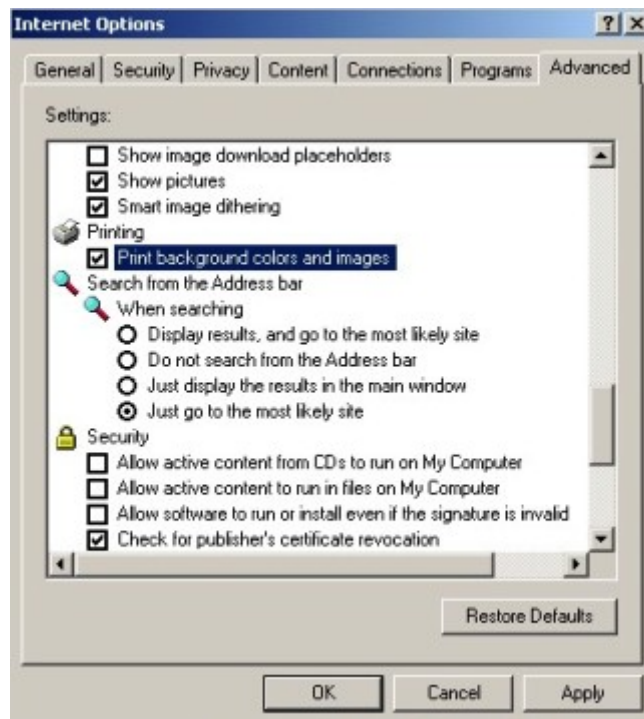 Internet Options
General Security Privacy Content Connections Programs Advanced
Settings:
Show image download placeholders
Show pictures
Smart image dithering
Printing
Print background colors and images
Search from the Address bar
When searching
Display results, and go to the most likely site
Do not search from the Address bar
Just display the results in the main window
Just go to the most likely site
Security
Allow active content from CDs to run on My Computer
Allow active content to run in files on My Computer
Allow software to run or install even if the signature is invalid
Check for publisher's certificate revocation
Restore Defaults
OK Cancel Apply